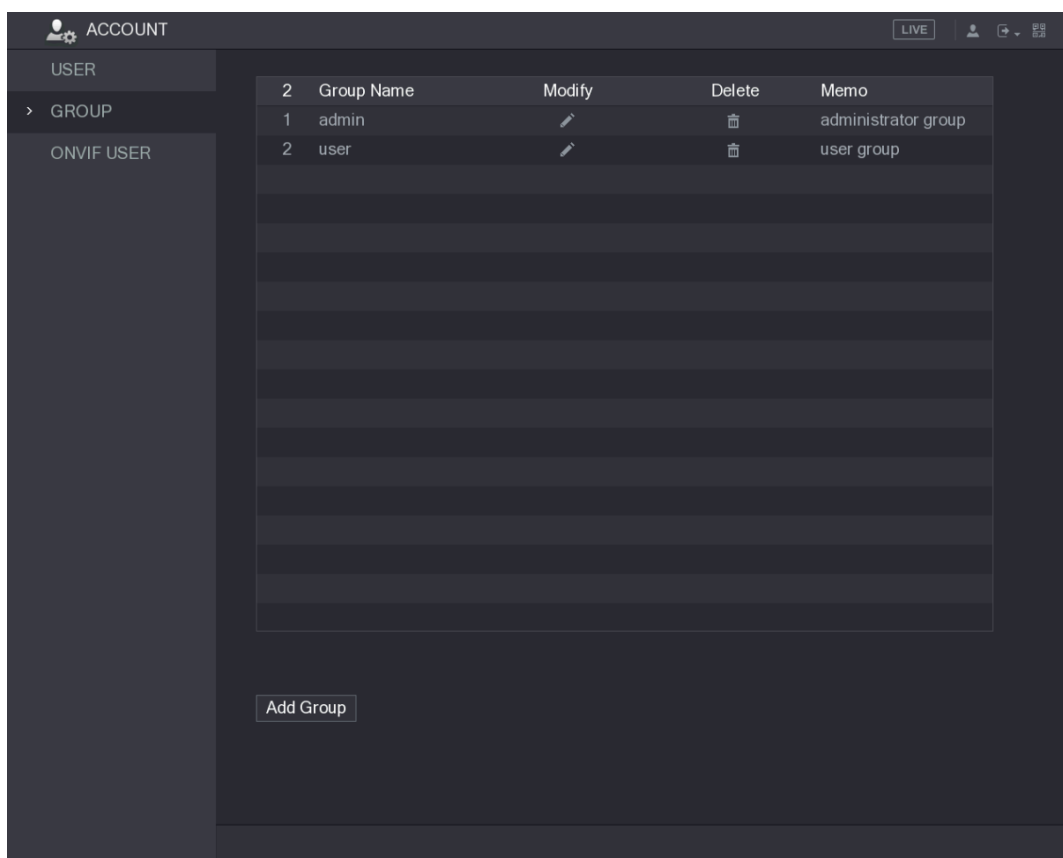 ACCOUNT LIVE
USER
GROUP
ONVIF USER
2 Group Name Modify Delete Memo
1 admin administrator group
2 user user group
Add Group